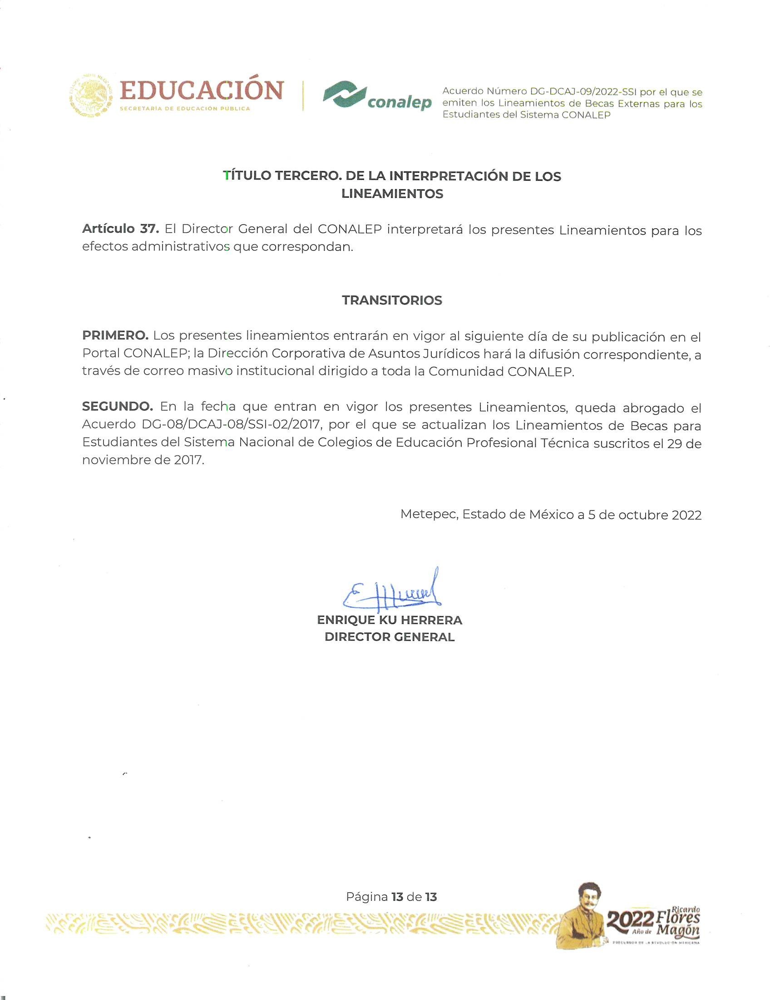 EDUCACIÓN
SECRETARÍA DE EDUCACIÓN PÚBLICA
conalep
Acuerdo Número DG-DCAJ-09/2022-SSI por el que se
emiten los Lineamientos de Becas Externas para los
Estudiantes del Sistema CONALEP
TÍTULO TERCERO. DE LA INTERPRETACIÓN DE LOS
LINEAMIENTOS
Artículo 37. El Director General del CONALEP interpretará los presentes Lineamientos para los
efectos administrativos que correspondan.
TRANSITORIOS
PRIMERO. Los presentes lineamientos entrarán en vigor al siguiente día de su publicación en el
Portal CONALEP; la Dirección Corporativa de Asuntos Jurídicos hará la difusión correspondiente, a
través de correo masivo institucional dirigido a toda la Comunidad CONALEP.
SEGUNDO. En la fecha que entran en vigor los presentes Lineamientos, queda abrogado el
Acuerdo DG-08/DCAJ-08/SSI-02/2017, por el que se actualizan los Lineamientos de Becas para
Estudiantes del Sistema Nacional de Colegios de Educación Profesional Técnica suscritos el 29 de
noviembre de 2017.
Metepec, Estado de México a 5 de octubre 2022
ENRIQUE KU HERRERA
DIRECTOR GENERAL
Página 13 de 13
2022 Ricardo
Flores
Año de Magón
PRECURSOR DE LA REVOLUCIÓN MEXICANA